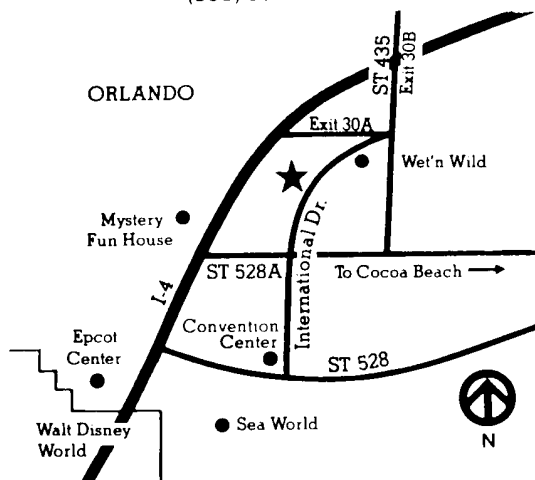 ST 435
Exit 30B
ORLANDO
Exit 30A
Wet'n Wild
Mystery
Fun House
International Dr.
ST 528A
To Cocoa Beach
I-4
Convention
Center
Epcot
Center
ST 528
Walt Disney
World
Sea World
N